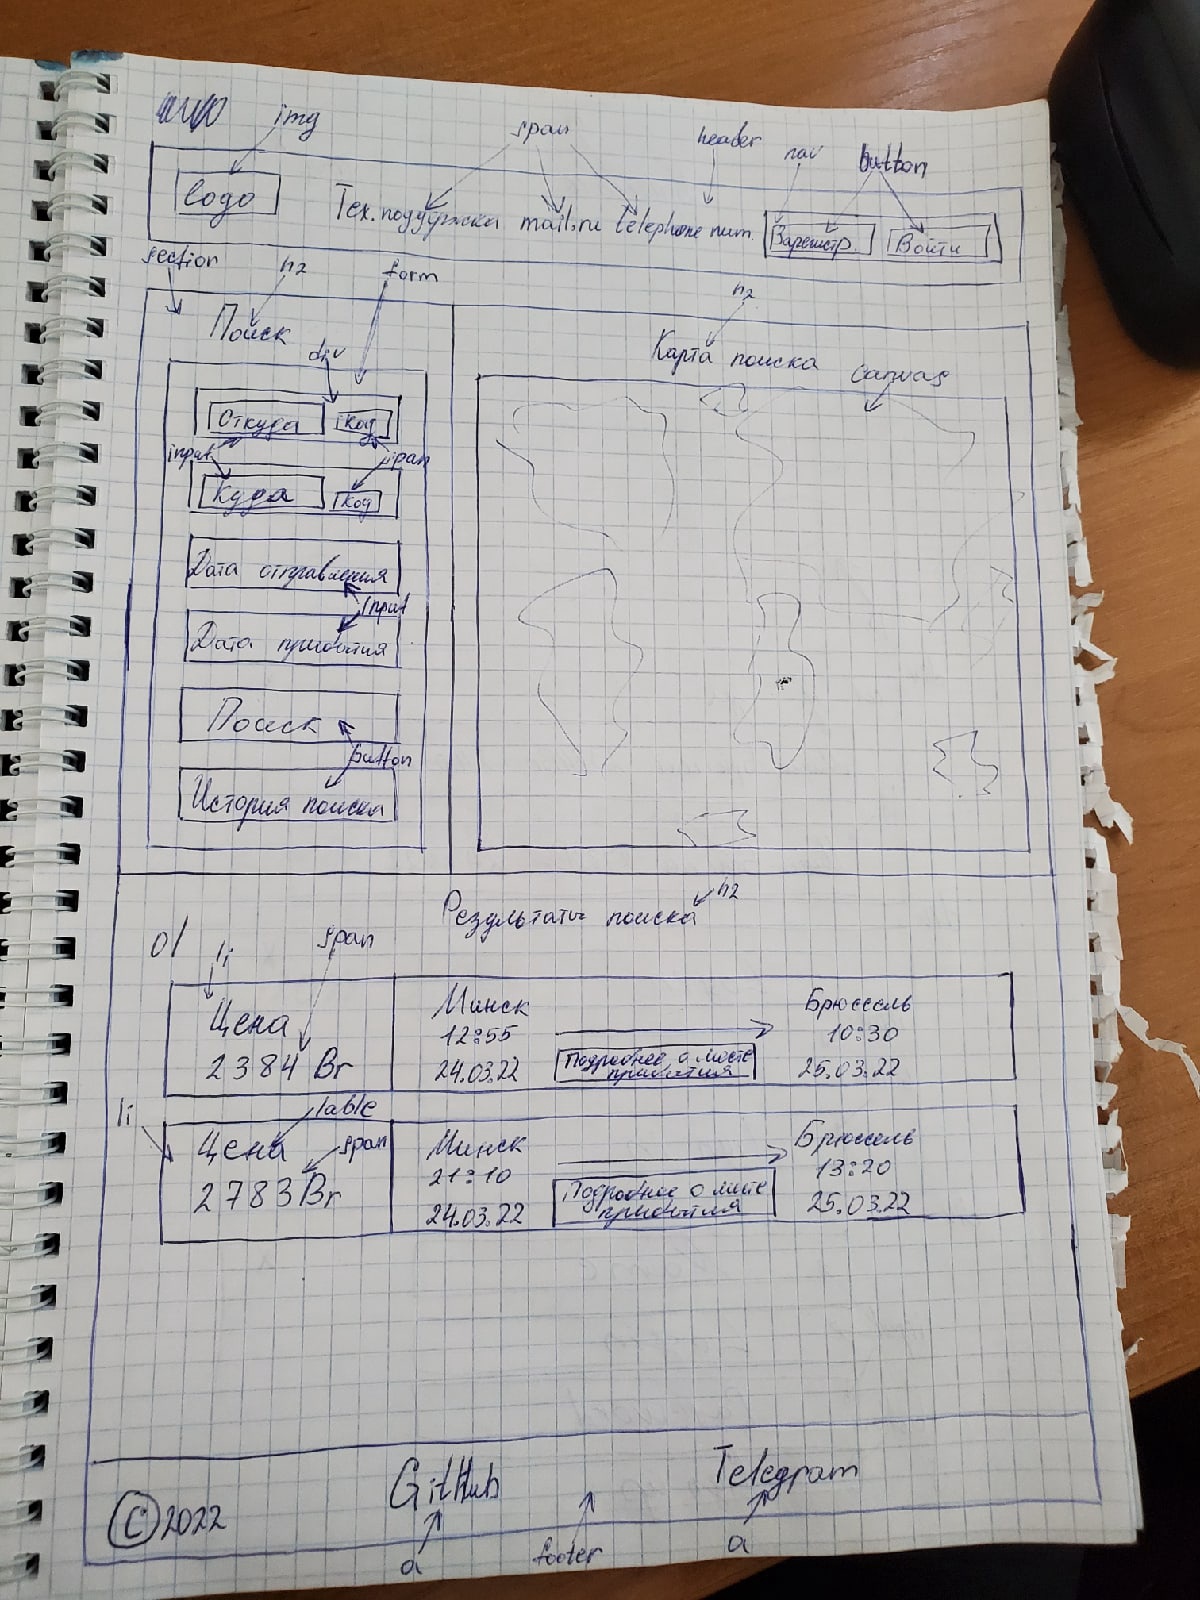 img
span
header
nav
button
Logo
Тех.поддержка mail.ru telephone num.
Зарегистр.
Войти
section
h2
form
h2
Поиск
Карта поиска
canvas
div
Откуда
Код
input
span
Куда
Код
Дата отправления
input
Дата прибытия
Поиск
button
История поиска
Результаты поиска
h2
ol
li
span
Цена
2384 Br
Минск
12:55
24.03.22
Подробнее о месте
прибытия
Брюссель
10:30
25.03.22
li
lable
Цена
span
2783 Br
Минск
21:10
24.03.22
Подробнее о месте
прибытия
Брюссель
13:20
25.03.22
© 2022
GitHub
Telegram
a
footer
a